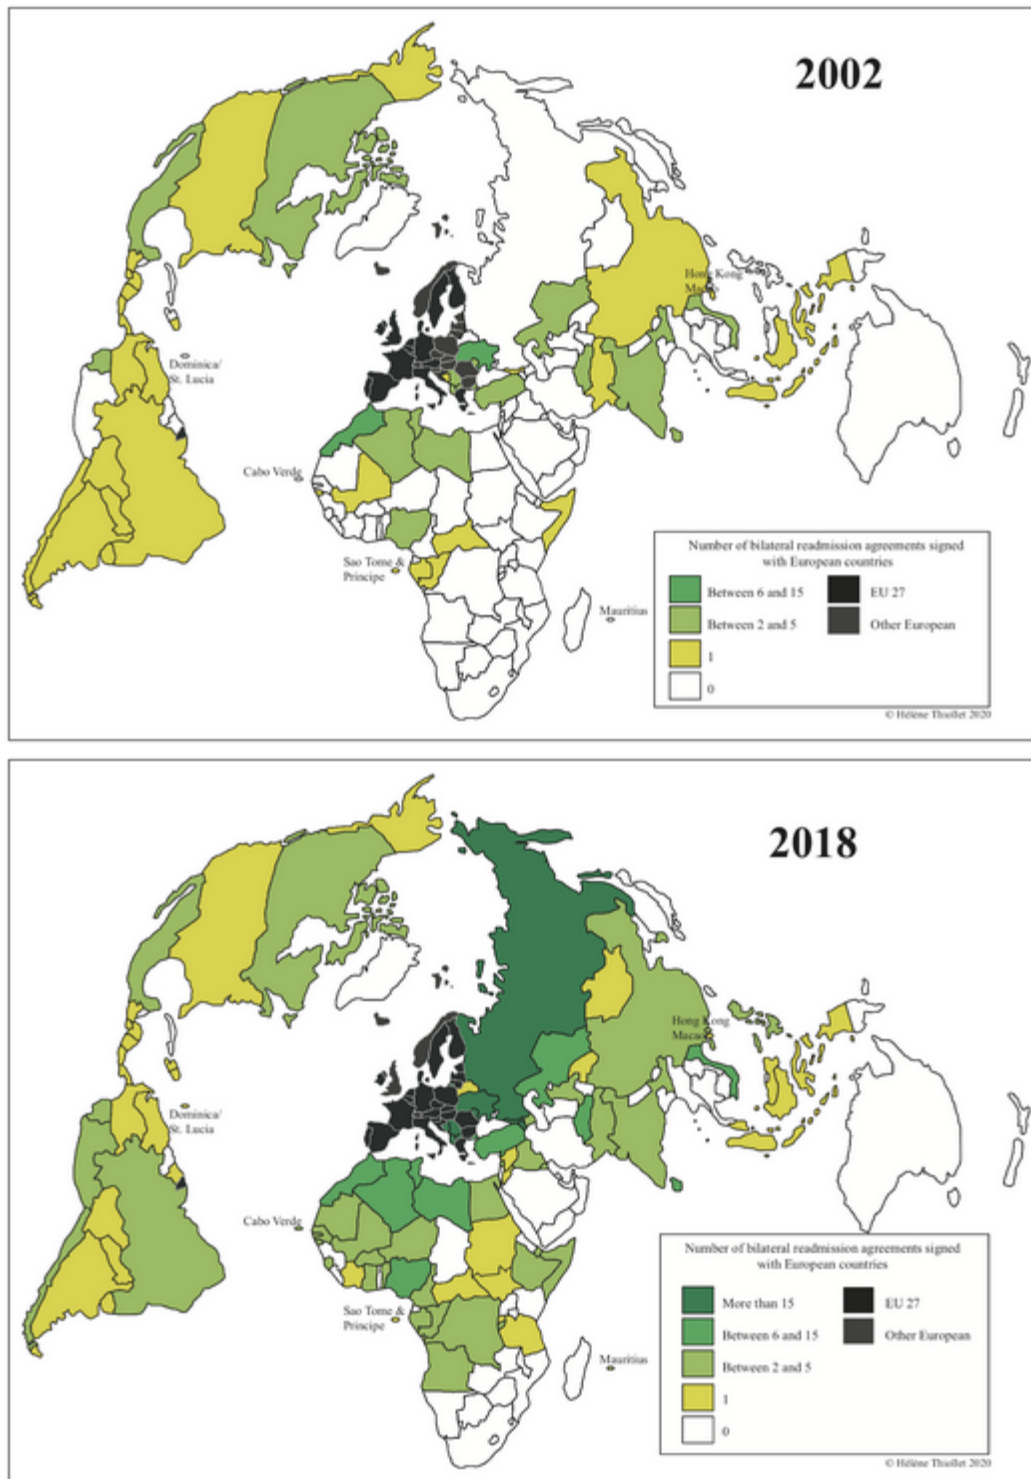 2002
Hong Kong
Macao
Dominica/
St. Lucia
Cabo Verde
Sao Tome &
Principe
Mauritius
Number of bilateral readmission agreements signed
with European countries
Between 6 and 15
EU 27
Between 2 and 5
Other European
1
0
© Hélène Thiollet 2020
2018
Hong Kong
Macao
Dominica/
St. Lucia
Cabo Verde
Sao Tome &
Principe
Mauritius
Number of bilateral readmission agreements signed
with European countries
More than 15
EU 27
Between 6 and 15
Other European
Between 2 and 5
1
0
© Hélène Thiollet 2020